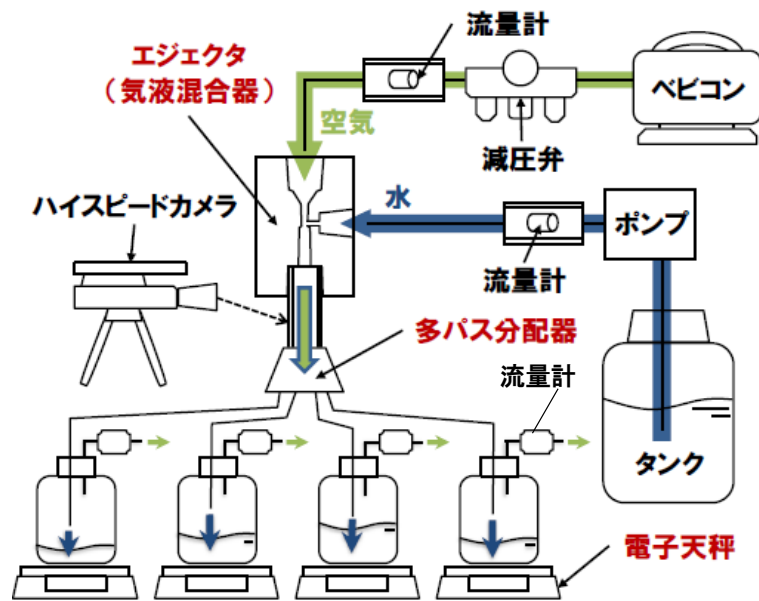 流量計
エジェクタ
（気液混合器）
ベビコン
空気
減圧弁
ハイスピードカメラ
水
ポンプ
流量計
多パス分配器
流量計
タンク
電子天秤